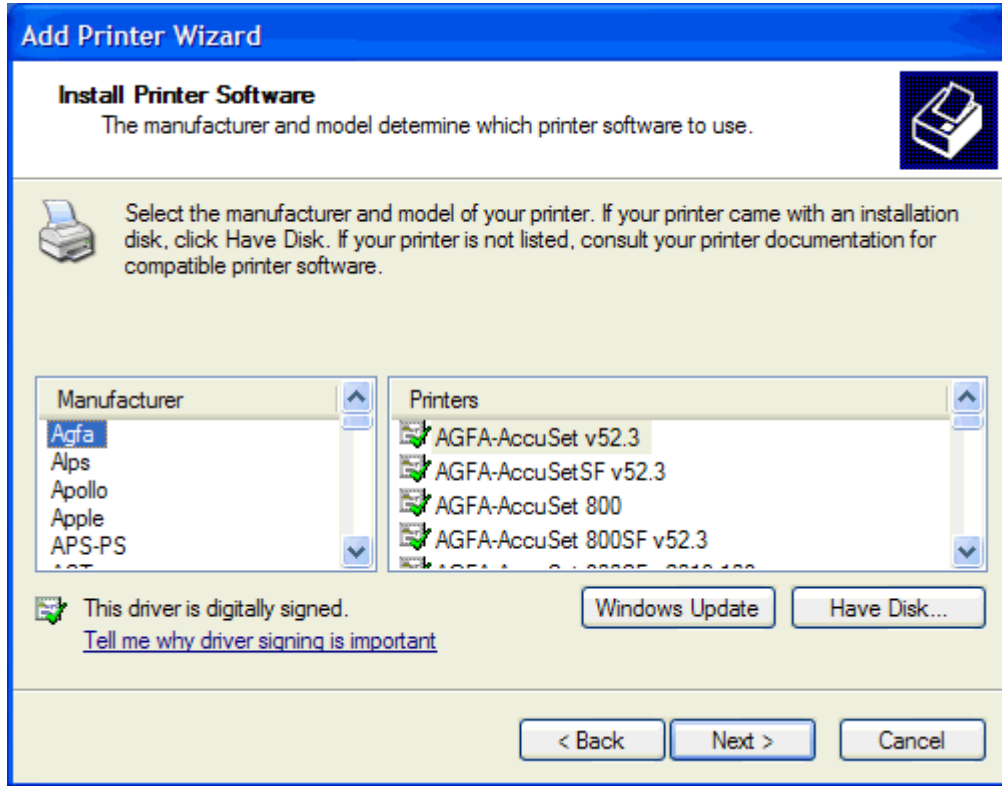 Add Printer Wizard
Install Printer Software
The manufacturer and model determine which printer software to use.
Select the manufacturer and model of your printer. If your printer came with an installation
disk, click Have Disk. If your printer is not listed, consult your printer documentation for
compatible printer software.
Manufacturer
Agfa
Alps
Apollo
Apple
APS-PS
Printers
AGFA-AccuSet v52.3
AGFA-AccuSetSF v52.3
AGFA-AccuSet 800
AGFA-AccuSet 800SF v52.3
This driver is digitally signed.
Tell me why driver signing is important
Windows Update
Have Disk...
< Back
Next >
Cancel